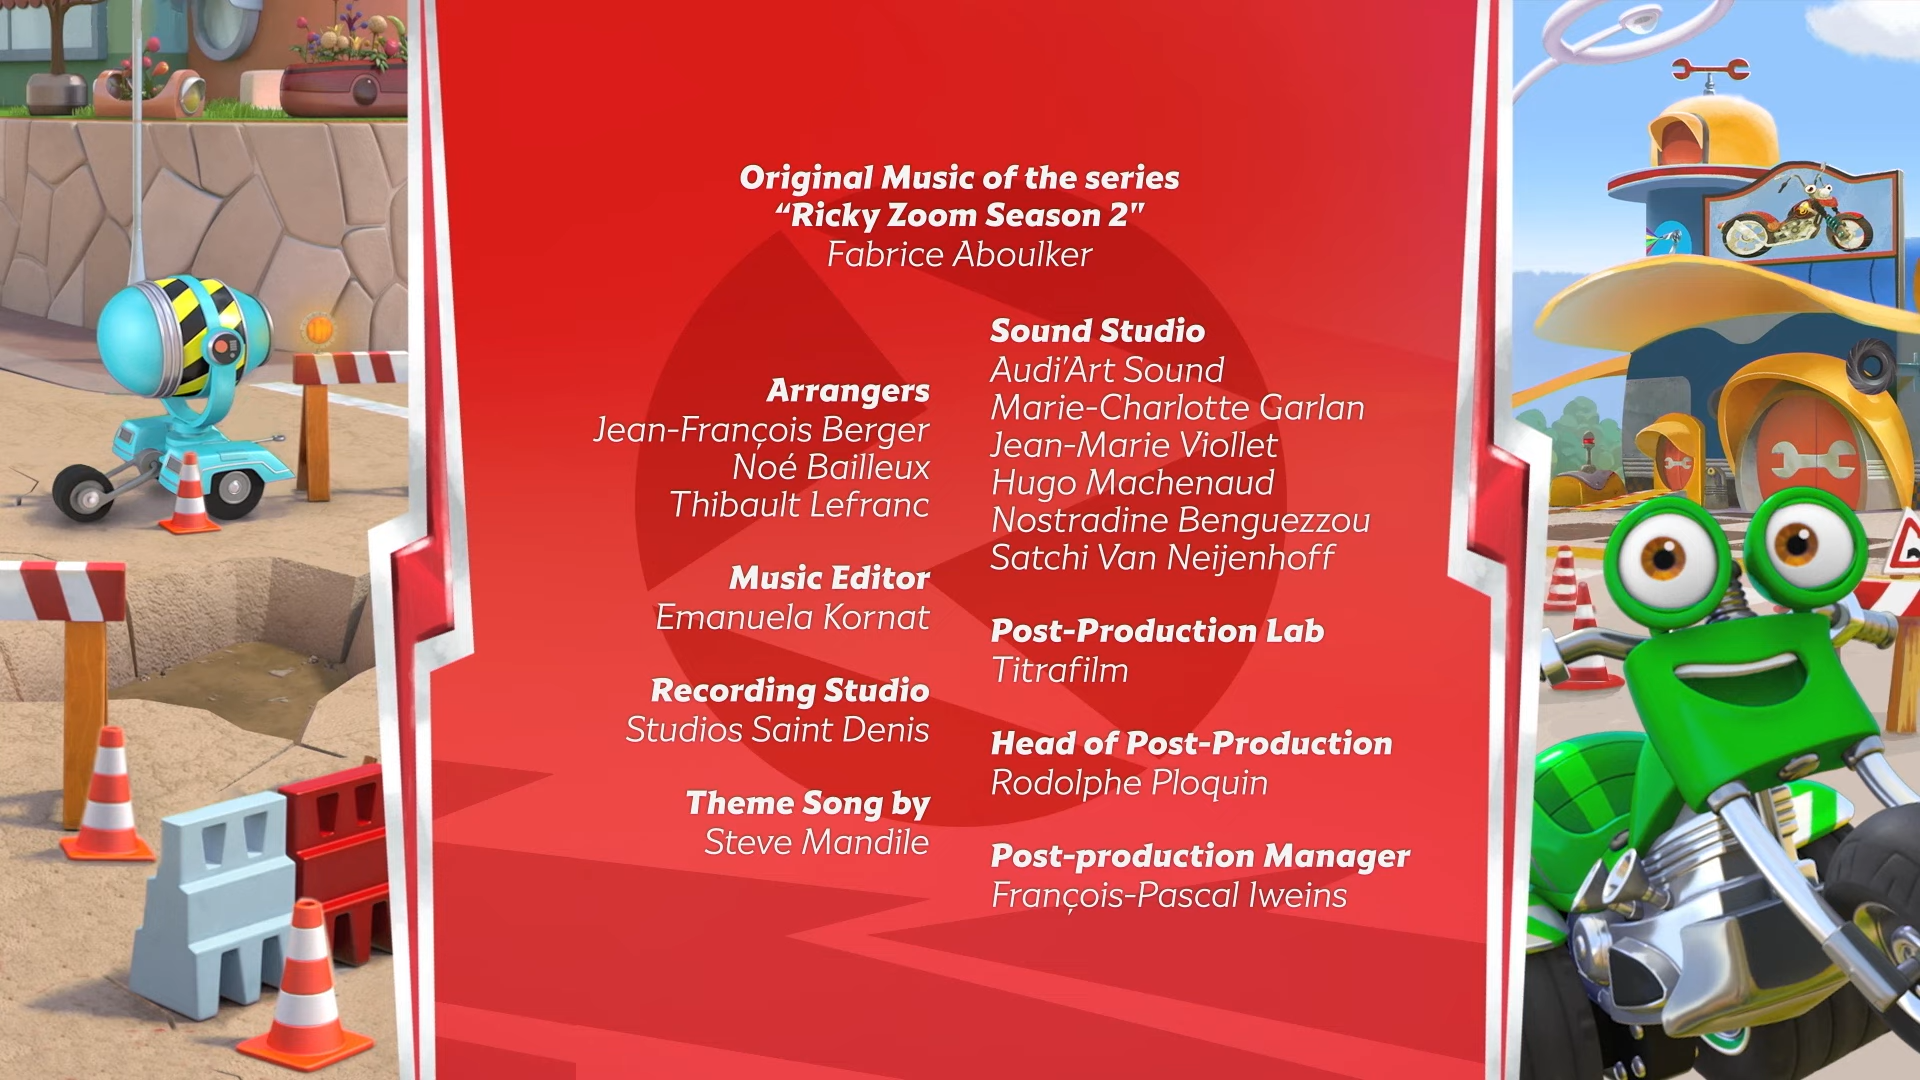 Original Music of the series
“Ricky Zoom Season 2”
Fabrice Aboulker
Arrangers
Jean-François Berger
Noé Bailleux
Thibault Lefranc
Music Editor
Emanuela Kornat
Recording Studio
Studios Saint Denis
Theme Song by
Steve Mandile
Sound Studio
Audi'Art Sound
Marie-Charlotte Garlan
Jean-Marie Viollet
Hugo Machenaud
Nostradine Benguezzou
Satchi Van Neijenhoff
Post-Production Lab
Titrafilm
Head of Post-Production
Rodolphe Ploquin
Post-production Manager
François-Pascal Iweins